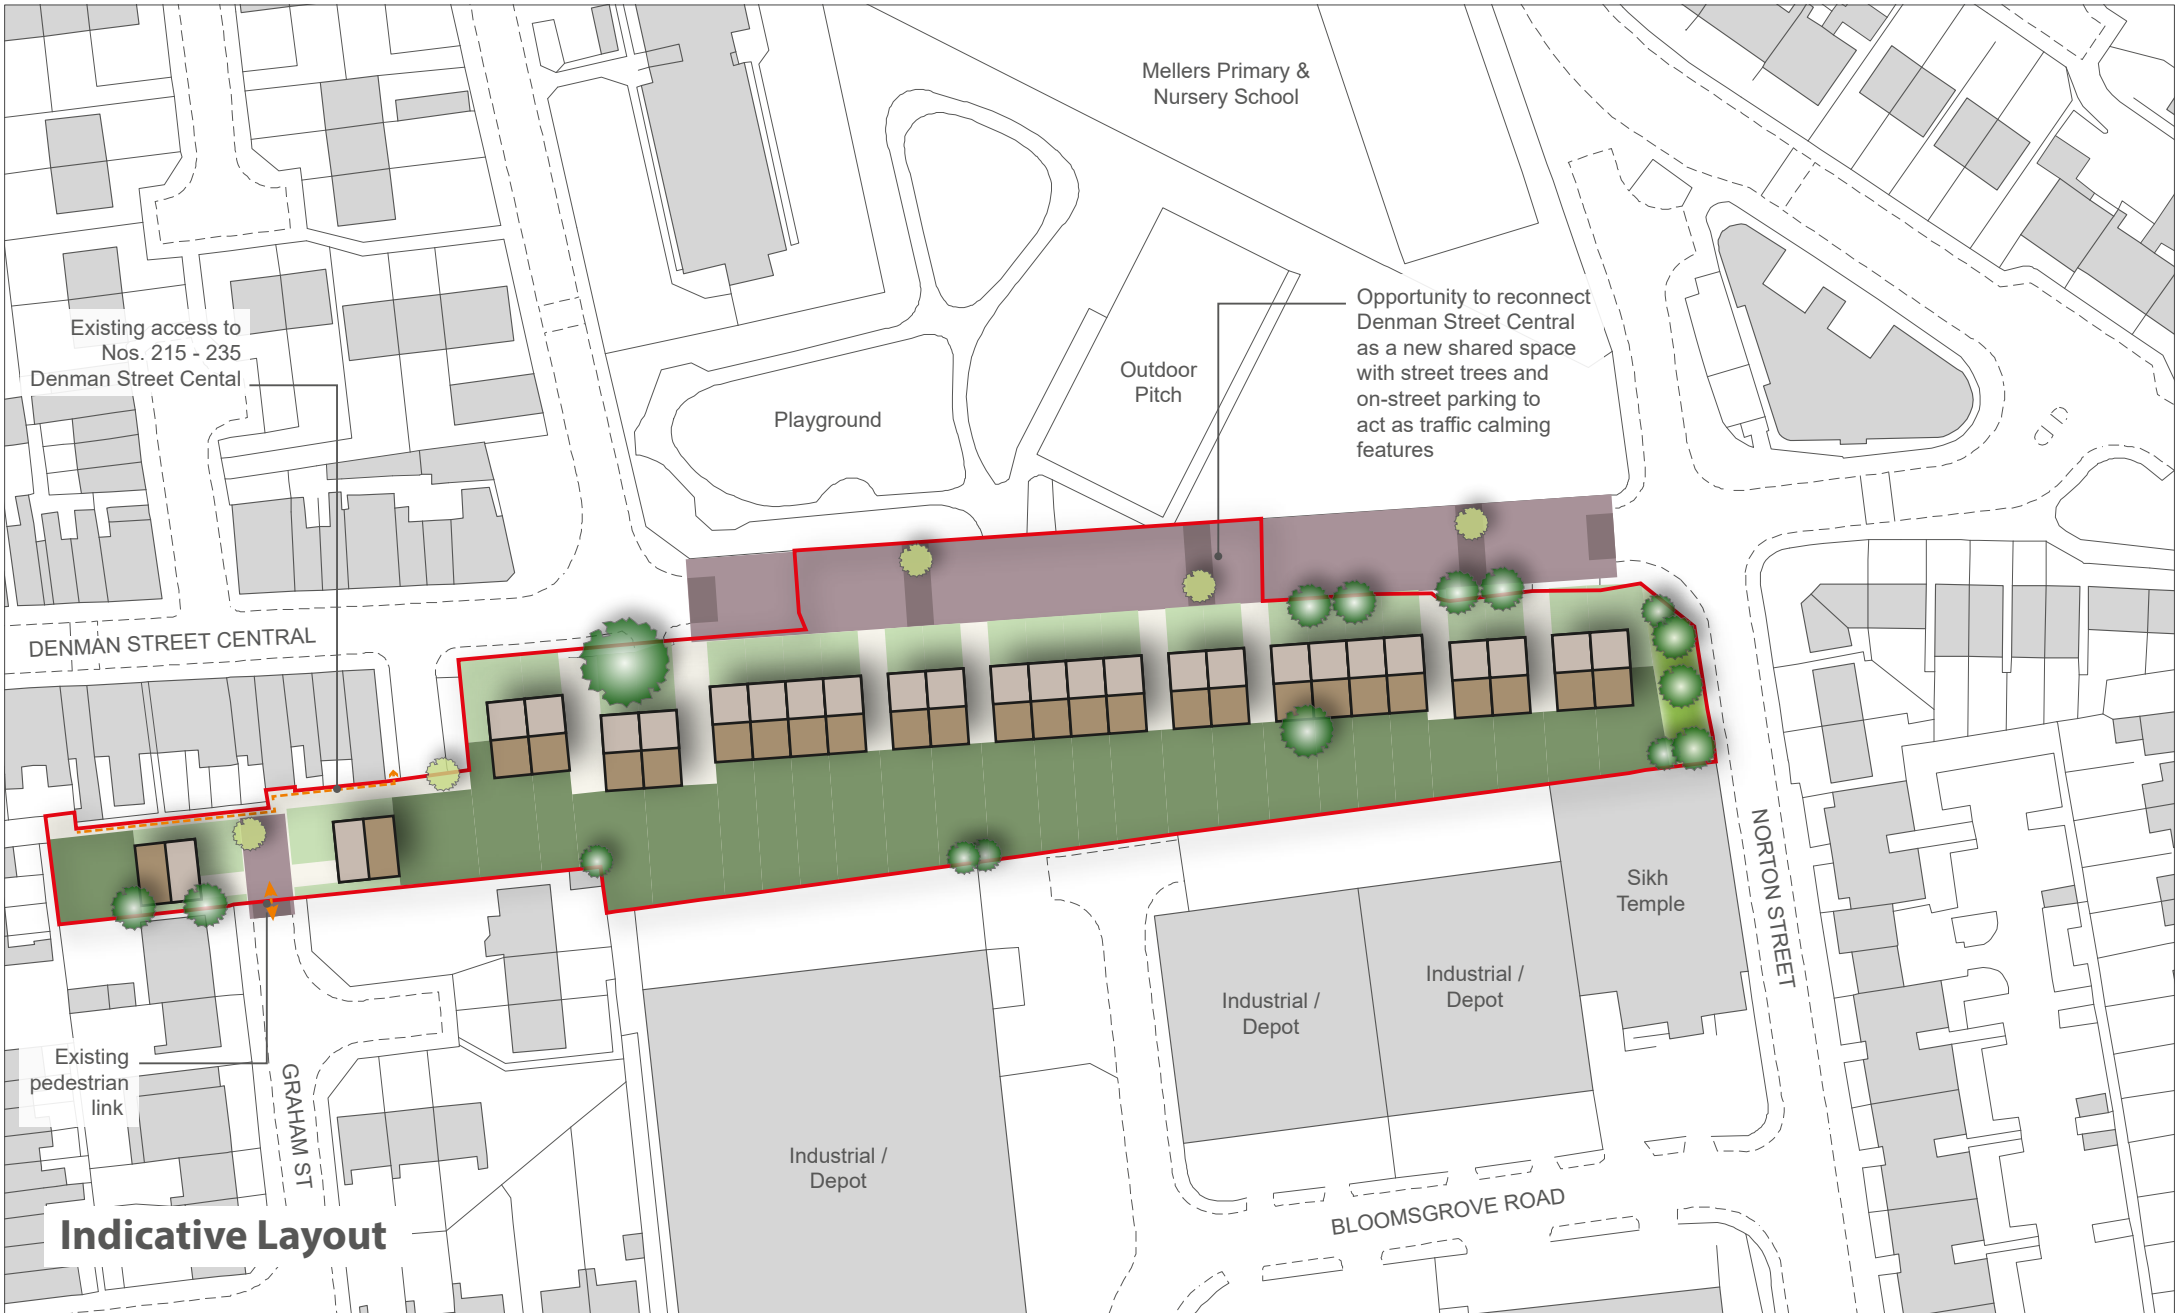 Mellers Primary &
Nursery School
Existing access to
Nos. 215 - 235
Denman Street Cental
Opportunity to reconnect
Denman Street Central
as a new shared space
with street trees and
on-street parking to
act as traffic calming
features
Outdoor
Pitch
Playground
DENMAN STREET CENTRAL
NORTON STREET
Sikh
Temple
Industrial /
Depot
Industrial /
Depot
Existing
pedestrian
link
GRAHAM ST
Industrial /
Depot
BLOOMSGROVE ROAD
Indicative Layout